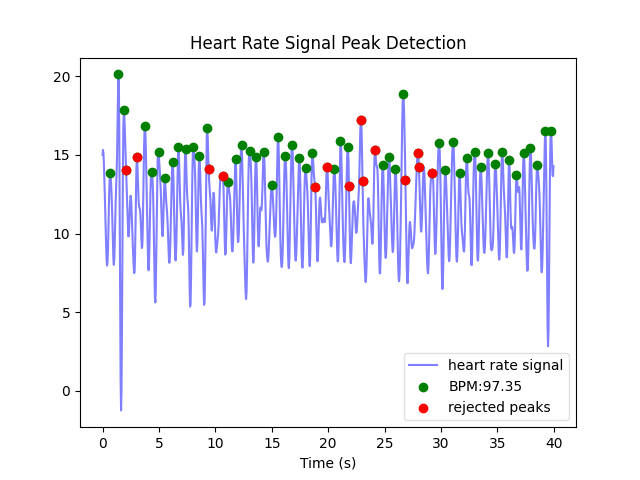 Heart Rate Signal Peak Detection
20
15
10
5
0
heart rate signal
BPM:97.35
rejected peaks
0 5 10 15 20 25 30 35 40
Time (s)